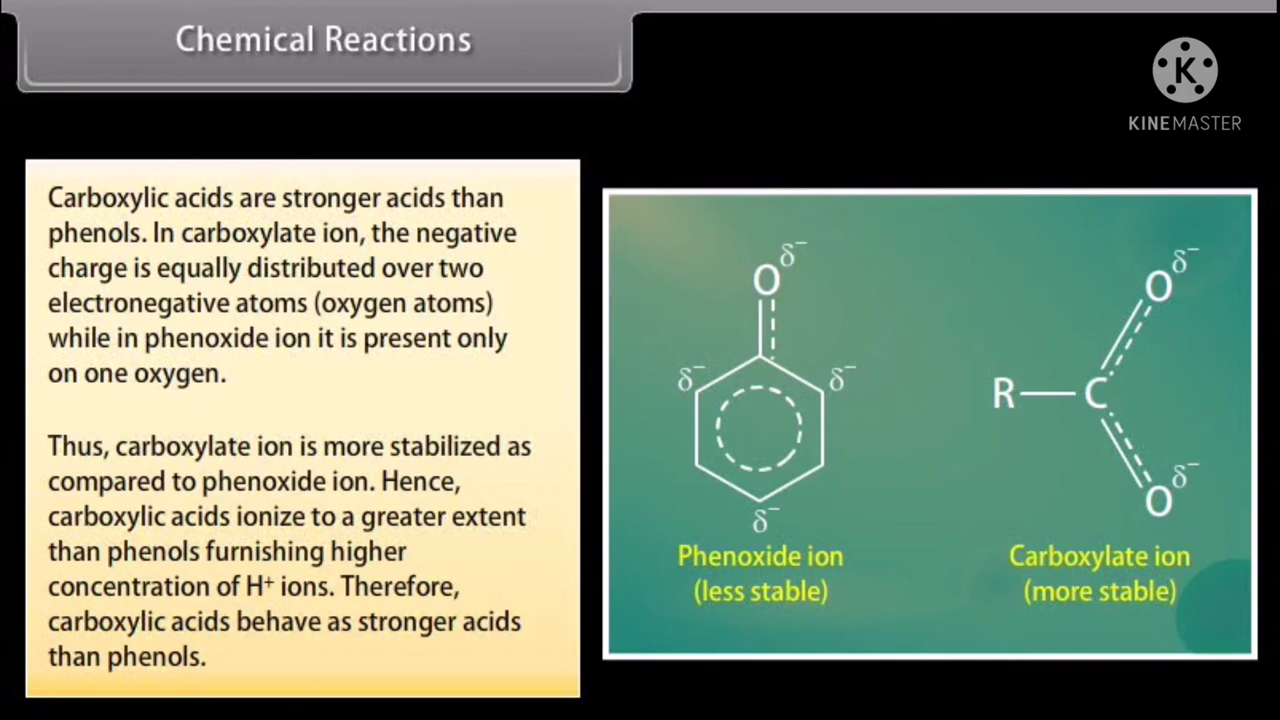 Chemical Reactions
K
KINEMASTER
Carboxylic acids are stronger acids than
phenols. In carboxylate ion, the negative
charge is equally distributed over two
electronegative atoms (oxygen atoms)
while in phenoxide ion it is present only
on one oxygen.
Thus, carboxylate ion is more stabilized as
compared to phenoxide ion. Hence,
carboxylic acids ionize to a greater extent
than phenols furnishing higher
concentration of H⁺ ions. Therefore,
carboxylic acids behave as stronger acids
than phenols.
O δ⁻
δ⁻ δ⁻
δ⁻
Phenoxide ion
(less stable)
O δ⁻
R C
O δ⁻
Carboxylate ion
(more stable)